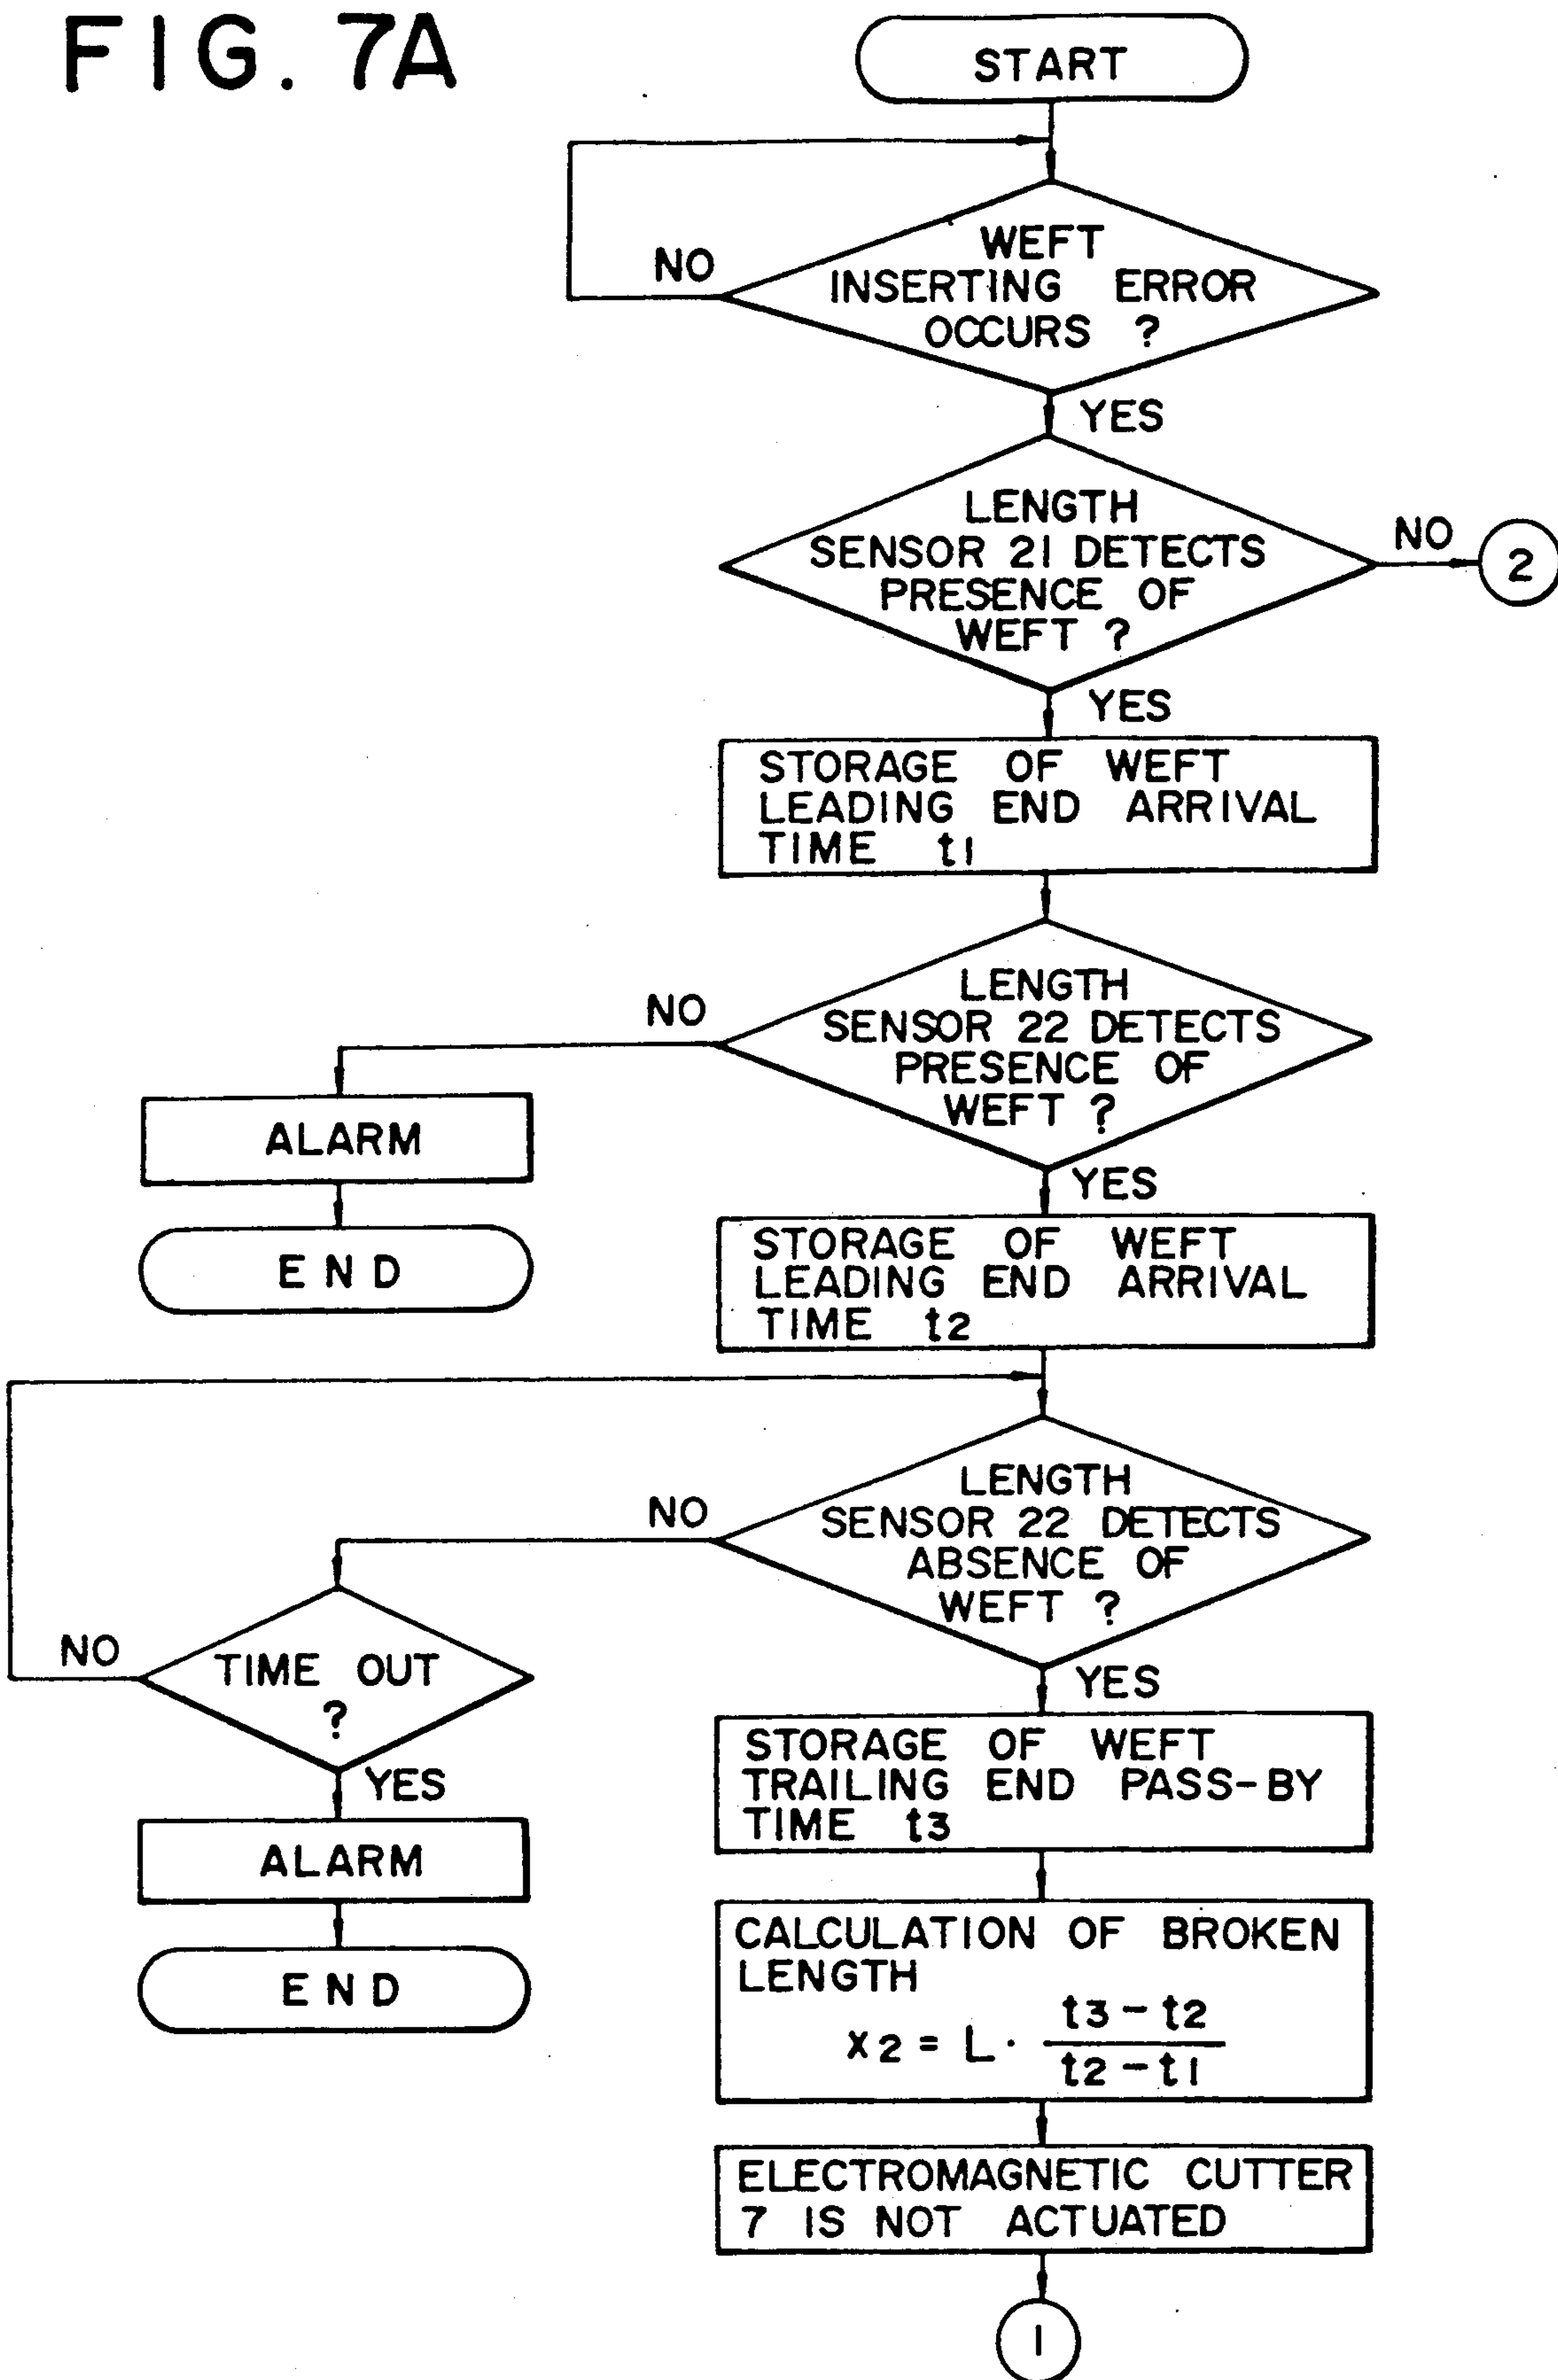 FIG. 7A
START
NO
WEFT
INSERTING ERROR
OCCURS ?
YES
LENGTH
SENSOR 21 DETECTS
PRESENCE OF
WEFT ?
NO
2
YES
STORAGE OF WEFT
LEADING END ARRIVAL
TIME t1
NO
LENGTH
SENSOR 22 DETECTS
PRESENCE OF
WEFT ?
ALARM
END
YES
STORAGE OF WEFT
LEADING END ARRIVAL
TIME t2
NO
LENGTH
SENSOR 22 DETECTS
ABSENCE OF
WEFT ?
NO
TIME OUT
?
YES
ALARM
END
YES
STORAGE OF WEFT
TRAILING END PASS-BY
TIME t3
CALCULATION OF BROKEN
LENGTH
t3 - t2
x2 = L ·
t2 - t1
ELECTROMAGNETIC CUTTER
7 IS NOT ACTUATED
1